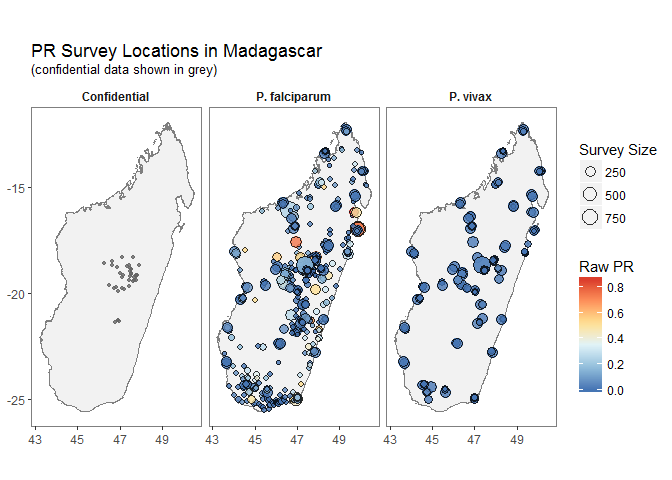 PR Survey Locations in Madagascar
(confidential data shown in grey)
Confidential
P. falciparum
P. vivax
-15
-20
-25
43 45 47 49
43 45 47 49
43 45 47 49
Survey Size
250
500
750
Raw PR
0.8
0.6
0.4
0.2
0.0